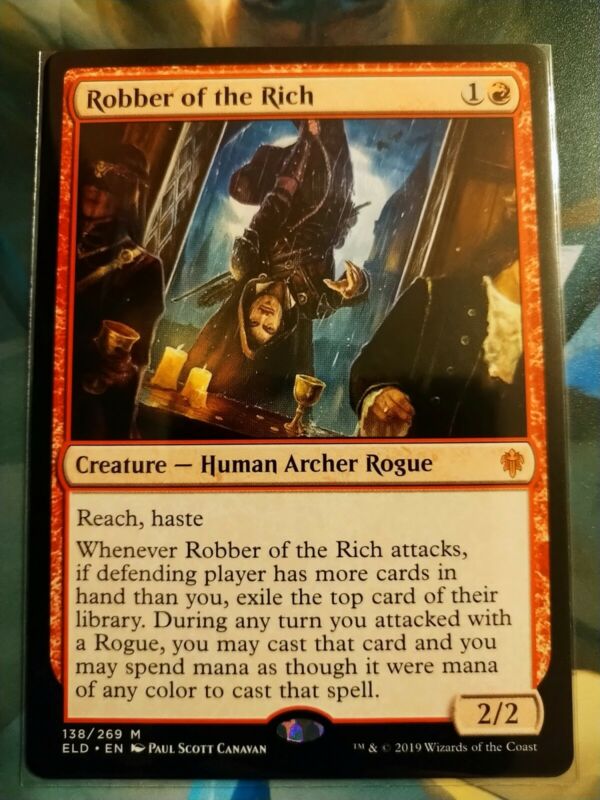 Robber of the Rich 1
Creature — Human Archer Rogue
Reach, haste
Whenever Robber of the Rich attacks,
if defending player has more cards in
hand than you, exile the top card of their
library. During any turn you attacked with
a Rogue, you may cast that card and you
may spend mana as though it were mana
of any color to cast that spell.
2/2
138/269 M
ELD • EN Paul Scott Canavan
™ & © 2019 Wizards of the Coast